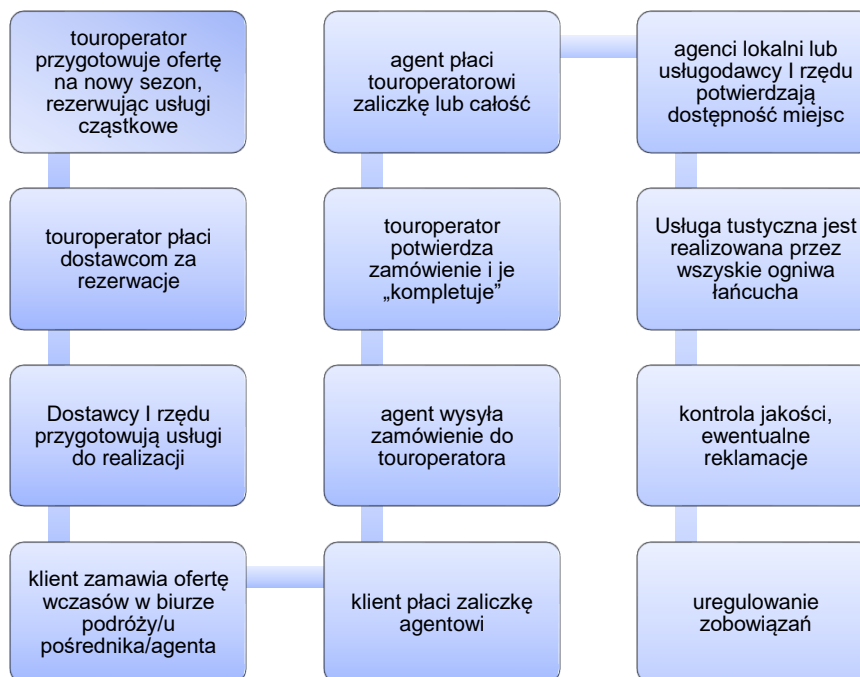 touroperator
przygotowuje ofertę
na nowy sezon,
rezerwując usługi
cząstkowe
touroperator płaci
dostawcom za
rezerwacje
Dostawcy I rzędu
przygotowują usługi
do realizacji
klient zamawia ofertę
wczasów w biurze
podróży/u
pośrednika/agenta
klient płaci zaliczkę
agentowi
agent wysyła
zamówienie do
touroperatora
touroperator
potwierdza
zamówienie i je
„kompletuje”
agent płaci
touroperatorowi
zaliczkę lub całość
agenci lokalni lub
usługodawcy I rzędu
potwierdzają
dostępność miejsc
Usługa tustyczna jest
realizowana przez
wszyskie ogniwa
łańcucha
kontrola jakości,
ewentualne
reklamacje
uregulowanie
zobowiązań